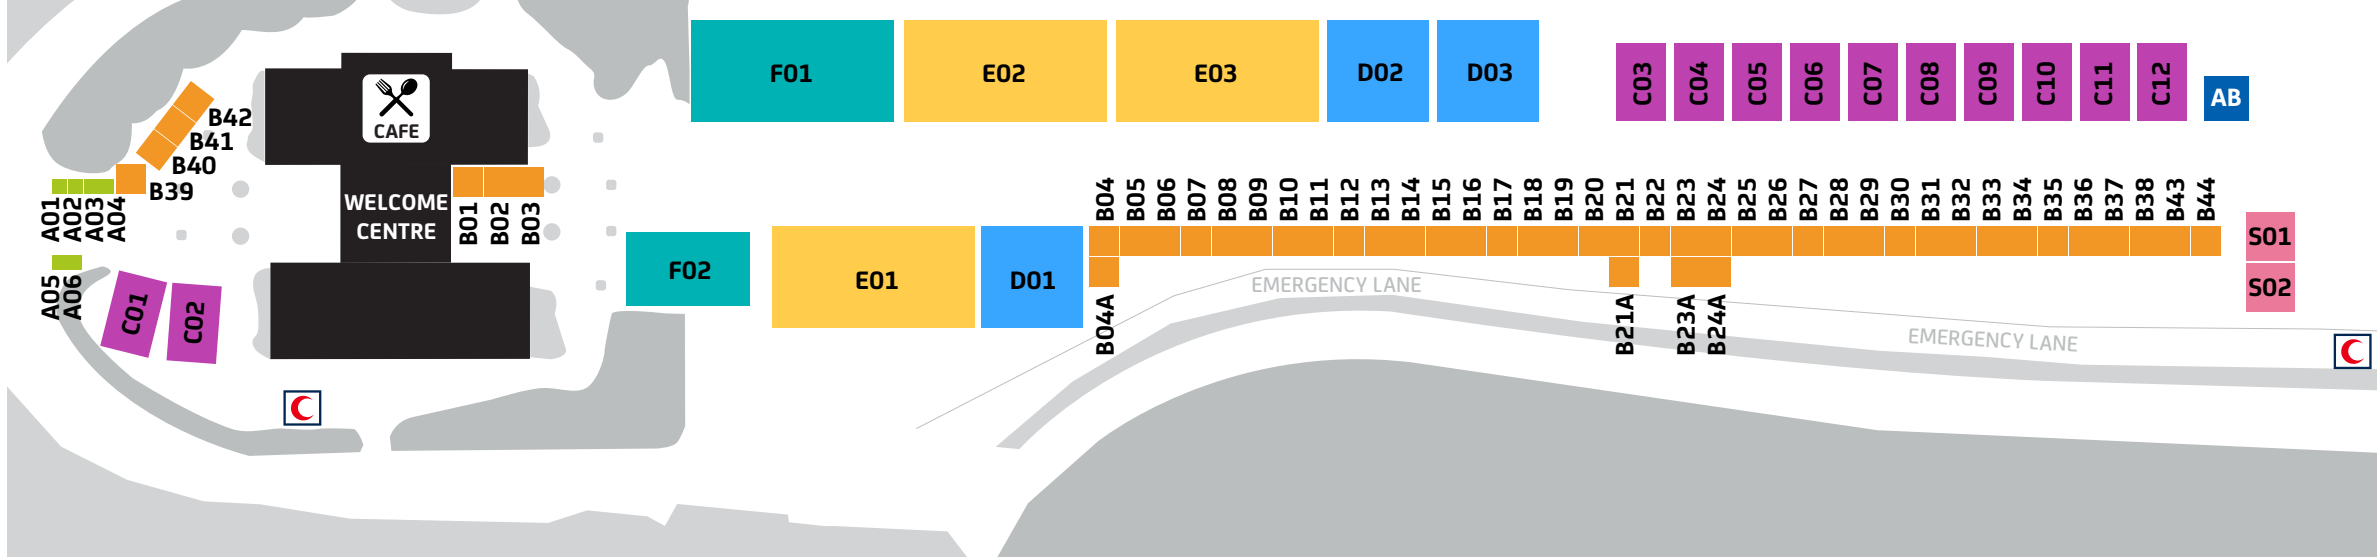 F01
E02
E03
D02
D03
C03
C04
C05
C06
C07
C08
C09
C10
C11
C12
AB
CAFE
B42
B41
B40
B39
A01
A02
A03
A04
WELCOME
CENTRE
B01
B02
B03
B04
B05
B06
B07
B08
B09
B10
B11
B12
B13
B14
B15
B16
B17
B18
B19
B20
B21
B22
B23
B24
B25
B26
B27
B28
B29
B30
B31
B32
B33
B34
B35
B36
B37
B38
B43
B44
S01
S02
F02
E01
D01
A05
A06
C01
C02
B04A
EMERGENCY LANE
B21A
B23A
B24A
EMERGENCY LANE